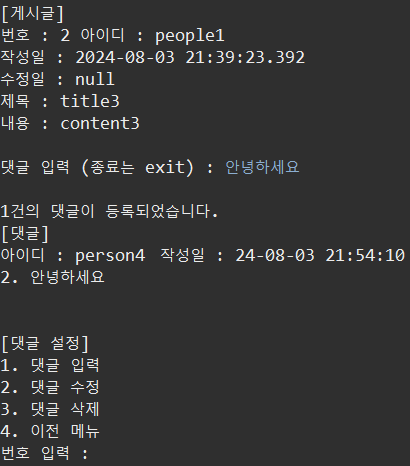 [게시글]
번호 : 2 아이디 : people1
작성일 : 2024-08-03 21:39:23.392
수정일 : null
제목 : title3
내용 : content3
댓글 입력 (종료는 exit) : 안녕하세요
1건의 댓글이 등록되었습니다.
[댓글]
아이디 : person4 작성일 : 24-08-03 21:54:10
2. 안녕하세요
[댓글 설정]
1. 댓글 입력
2. 댓글 수정
3. 댓글 삭제
4. 이전 메뉴
번호 입력 :